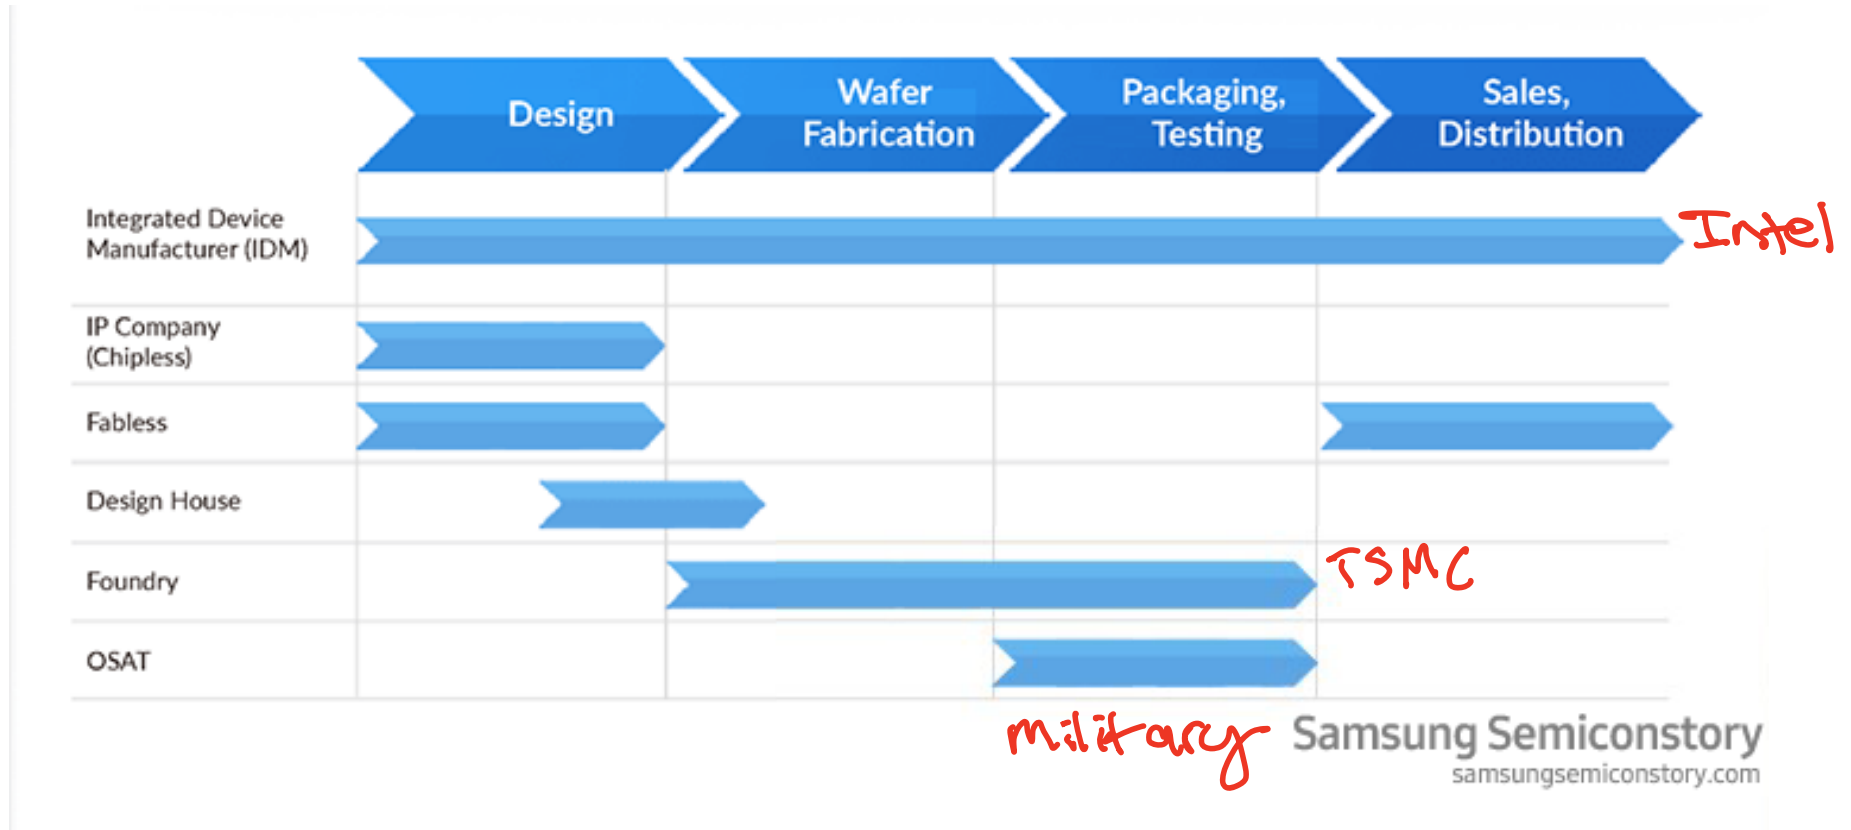 Design
Wafer
Fabrication
Packaging,
Testing
Sales,
Distribution
Integrated Device
Manufacturer (IDM)
Intel
IP Company
(Chipless)
Fabless
Design House
Foundry
TSMC
OSAT
military
Samsung Semiconstory
samsungsemiconstory.com